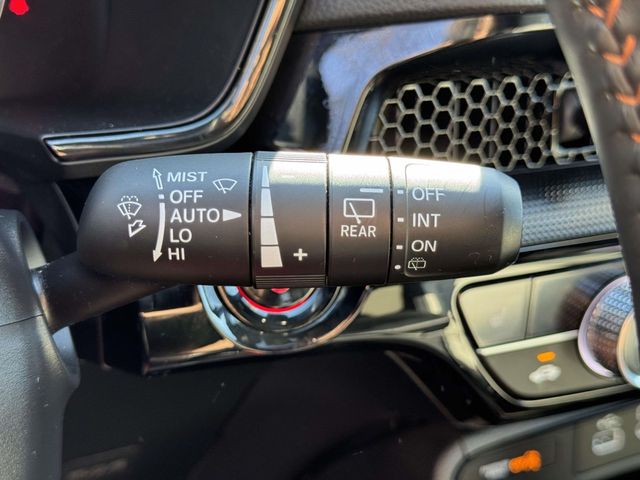 MIST
OFF
AUTO
LO
HI
− 
+
REAR
OFF
INT
ON